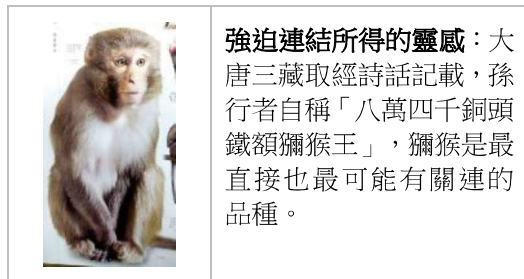 強迫連結所得的靈感：大
唐三藏取經詩話記載，孫
行者自稱「八萬四千銅頭
鐵額獼猴王」，獼猴是最
直接也最可能有關連的
品種。